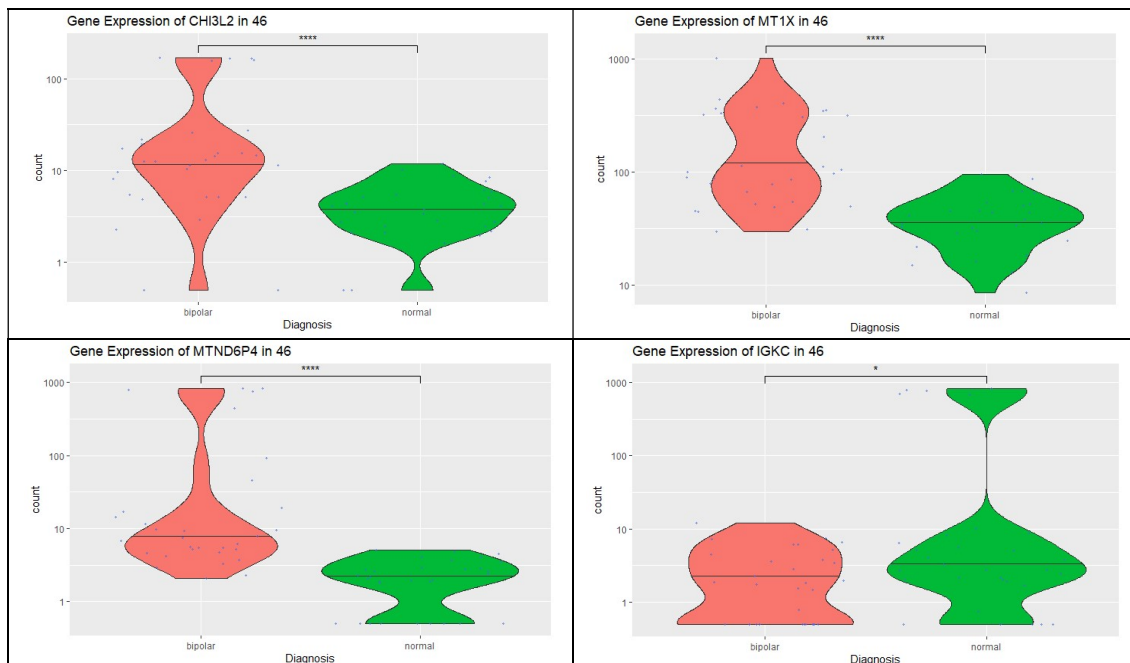 Gene Expression of CHI3L2 in 46
****
100
10
1
count
bipolar
normal
Diagnosis
Gene Expression of MT1X in 46
****
1000
100
10
count
bipolar
normal
Diagnosis
Gene Expression of MTND6P4 in 46
****
1000
100
10
1
count
bipolar
normal
Diagnosis
Gene Expression of IGKC in 46
*
1000
100
10
1
count
bipolar
normal
Diagnosis